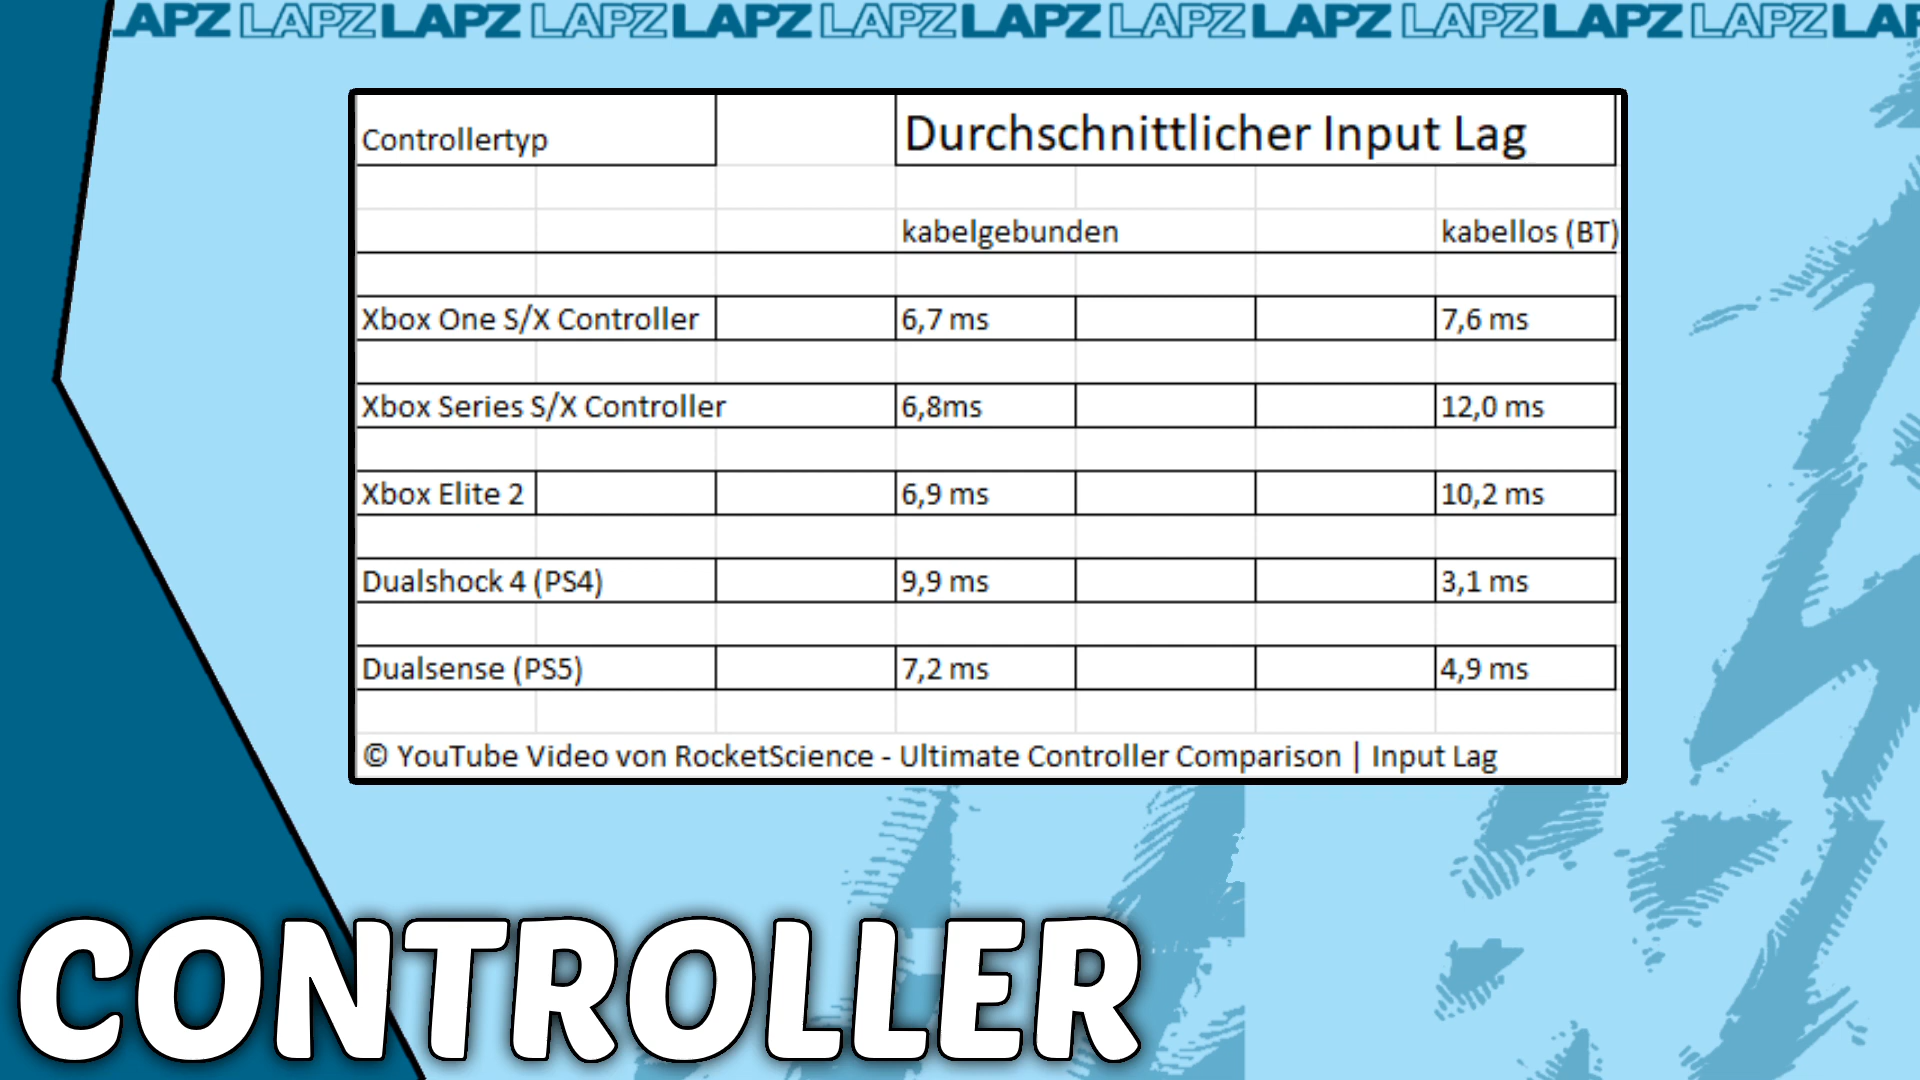 LAPZ LAPZ LAPZ LAPZ LAPZ LAPZ LAPZ LAPZ LAPZ LAPZ LAPZ LAPZ LAP
Controllertyp Durchschnittlicher Input Lag
kabelgebunden kabellos (BT)
Xbox One S/X Controller 6,7 ms 7,6 ms
Xbox Series S/X Controller 6,8ms 12,0 ms
Xbox Elite 2 6,9 ms 10,2 ms
Dualshock 4 (PS4) 9,9 ms 3,1 ms
Dualsense (PS5) 7,2 ms 4,9 ms
© YouTube Video von RocketScience - Ultimate Controller Comparison | Input Lag
CONTROLLER